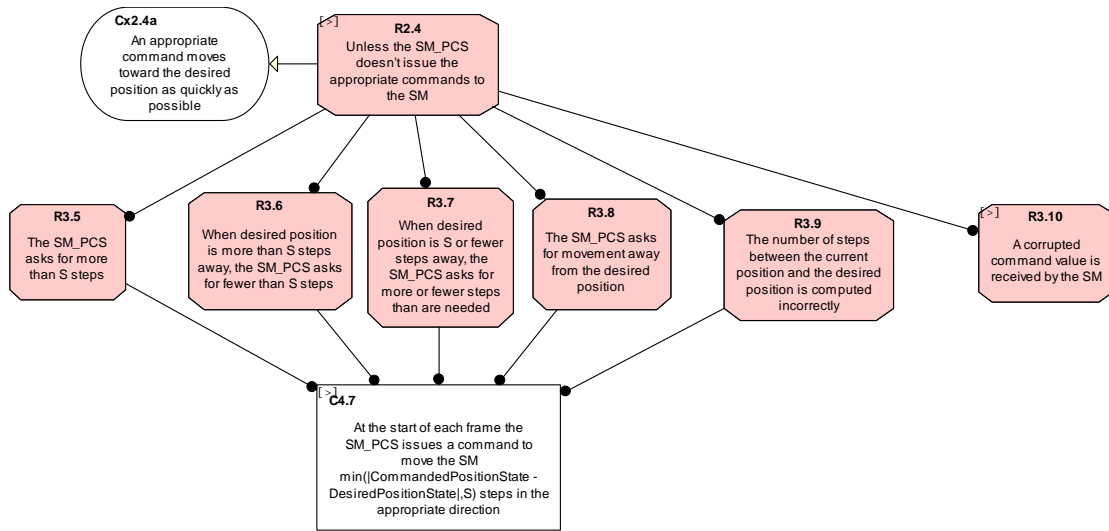 Cx2.4a
An appropriate
command moves
toward the desired
position as quickly as
possible
[>]
R2.4
Unless the SM_PCS
doesn't issue the
appropriate commands to
the SM
R3.5
The SM_PCS
asks for more
than S steps
R3.6
When desired position
is more than S steps
away, the SM_PCS asks
for fewer than S steps
R3.7
When desired
position is S or fewer
steps away, the
SM_PCS asks for
more or fewer steps
than are needed
R3.8
The SM_PCS asks
for movement away
from the desired
position
R3.9
The number of steps
between the current
position and the desired
position is computed
incorrectly
[>]
R3.10
A corrupted
command value is
received by the SM
[>]
C4.7
At the start of each frame the
SM_PCS issues a command to
move the SM
min(|CommandedPositionState -
DesiredPositionState|,S) steps in the
appropriate direction